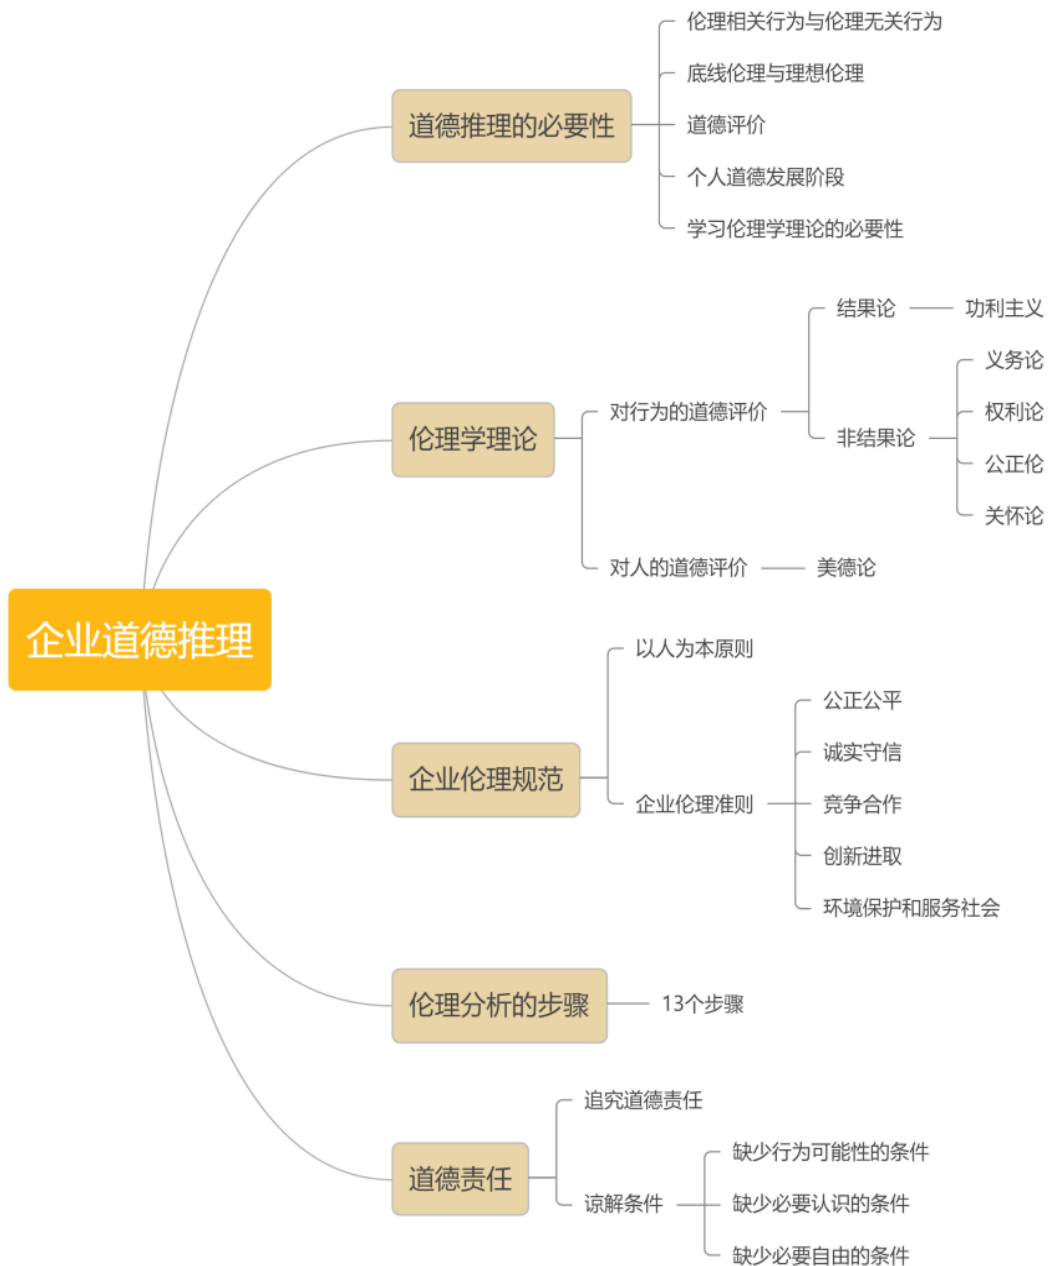 企业道德推理
道德推理的必要性
伦理相关行为与伦理无关行为
底线伦理与理想伦理
道德评价
个人道德发展阶段
学习伦理学理论的必要性
伦理学理论
对行为的道德评价
结果论
功利主义
非结果论
义务论
权利论
公正伦
关怀论
对人的道德评价
美德论
企业伦理规范
以人为本原则
企业伦理准则
公正公平
诚实守信
竞争合作
创新进取
环境保护和服务社会
伦理分析的步骤
13个步骤
道德责任
追究道德责任
谅解条件
缺少行为可能性的条件
缺少必要认识的条件
缺少必要自由的条件